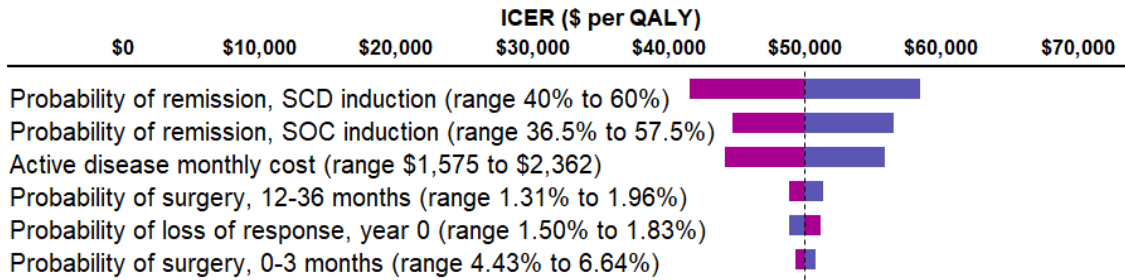 ICER ($ per QALY)
$0 $10,000 $20,000 $30,000 $40,000 $50,000 $60,000 $70,000
Probability of remission, SCD induction (range 40% to 60%)
Probability of remission, SOC induction (range 36.5% to 57.5%)
Active disease monthly cost (range $1,575 to $2,362)
Probability of surgery, 12-36 months (range 1.31% to 1.96%)
Probability of loss of response, year 0 (range 1.50% to 1.83%)
Probability of surgery, 0-3 months (range 4.43% to 6.64%)